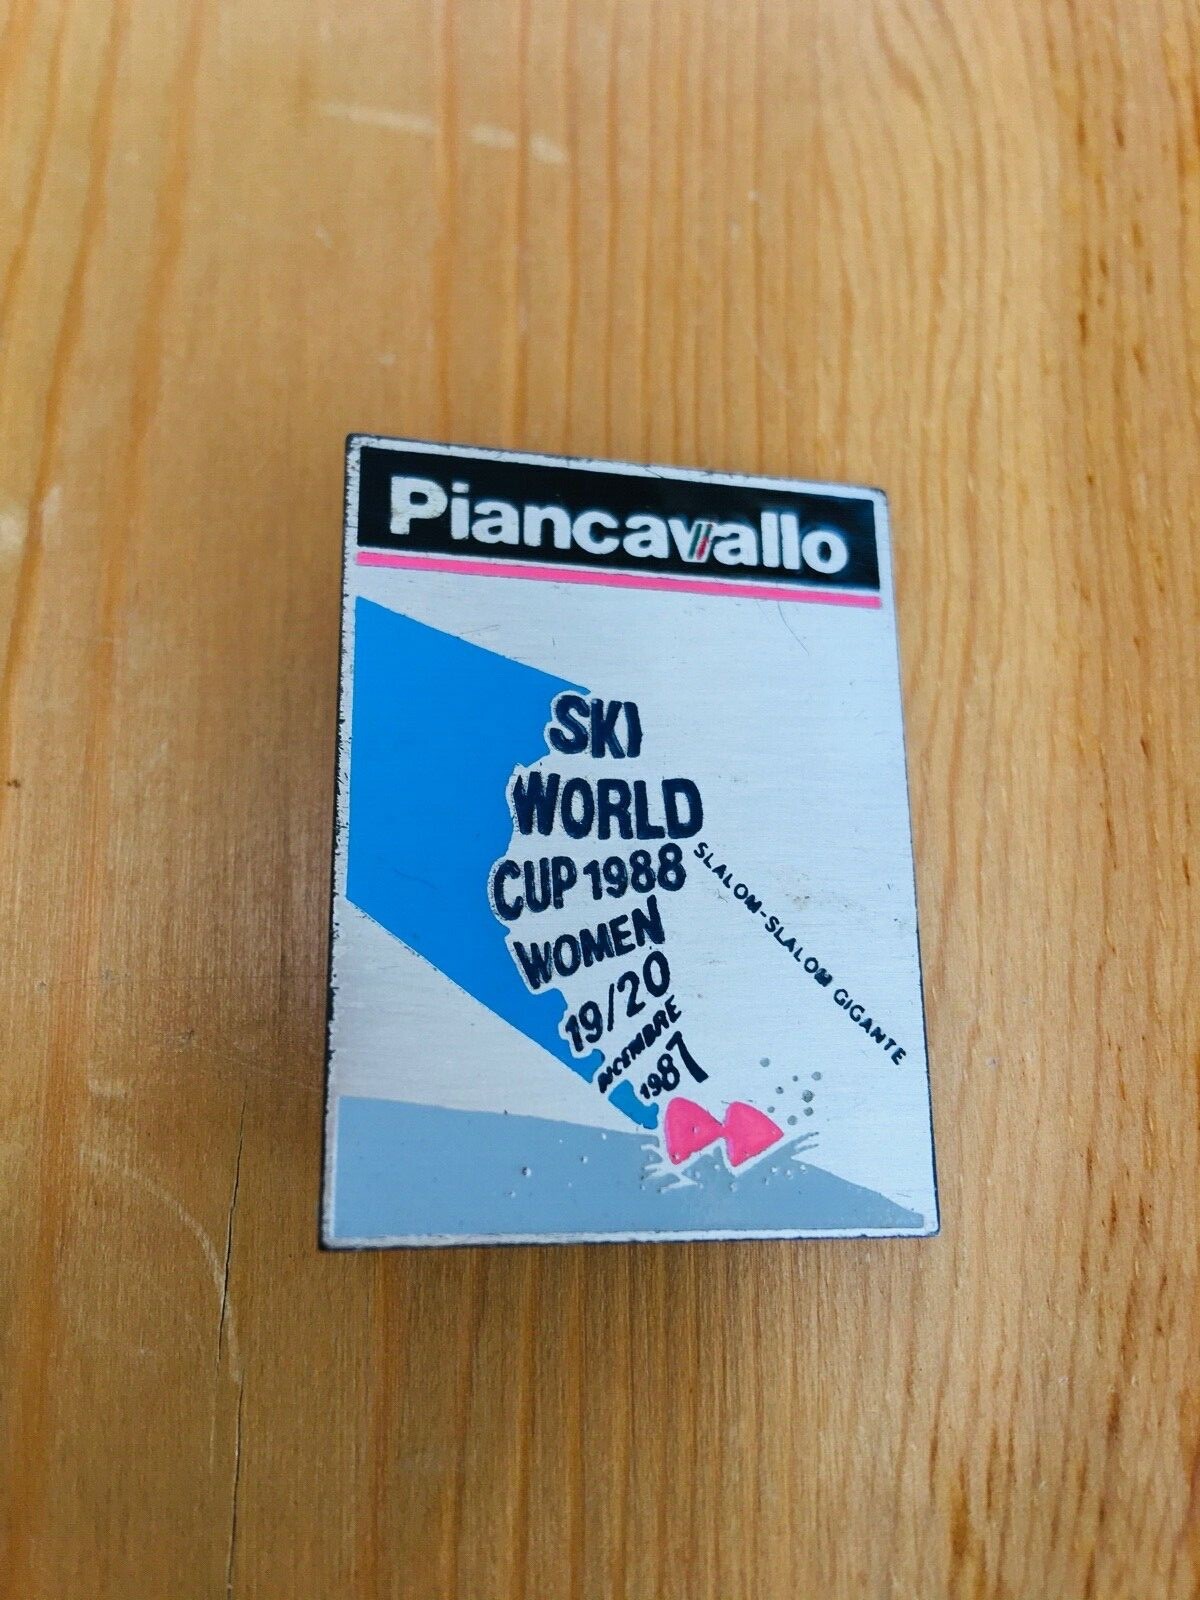 Piancavallo
SKI
WORLD
CUP 1988
WOMEN
19/20
DICEMBRE
1987
SLALOM-SLALOM GIGANTE